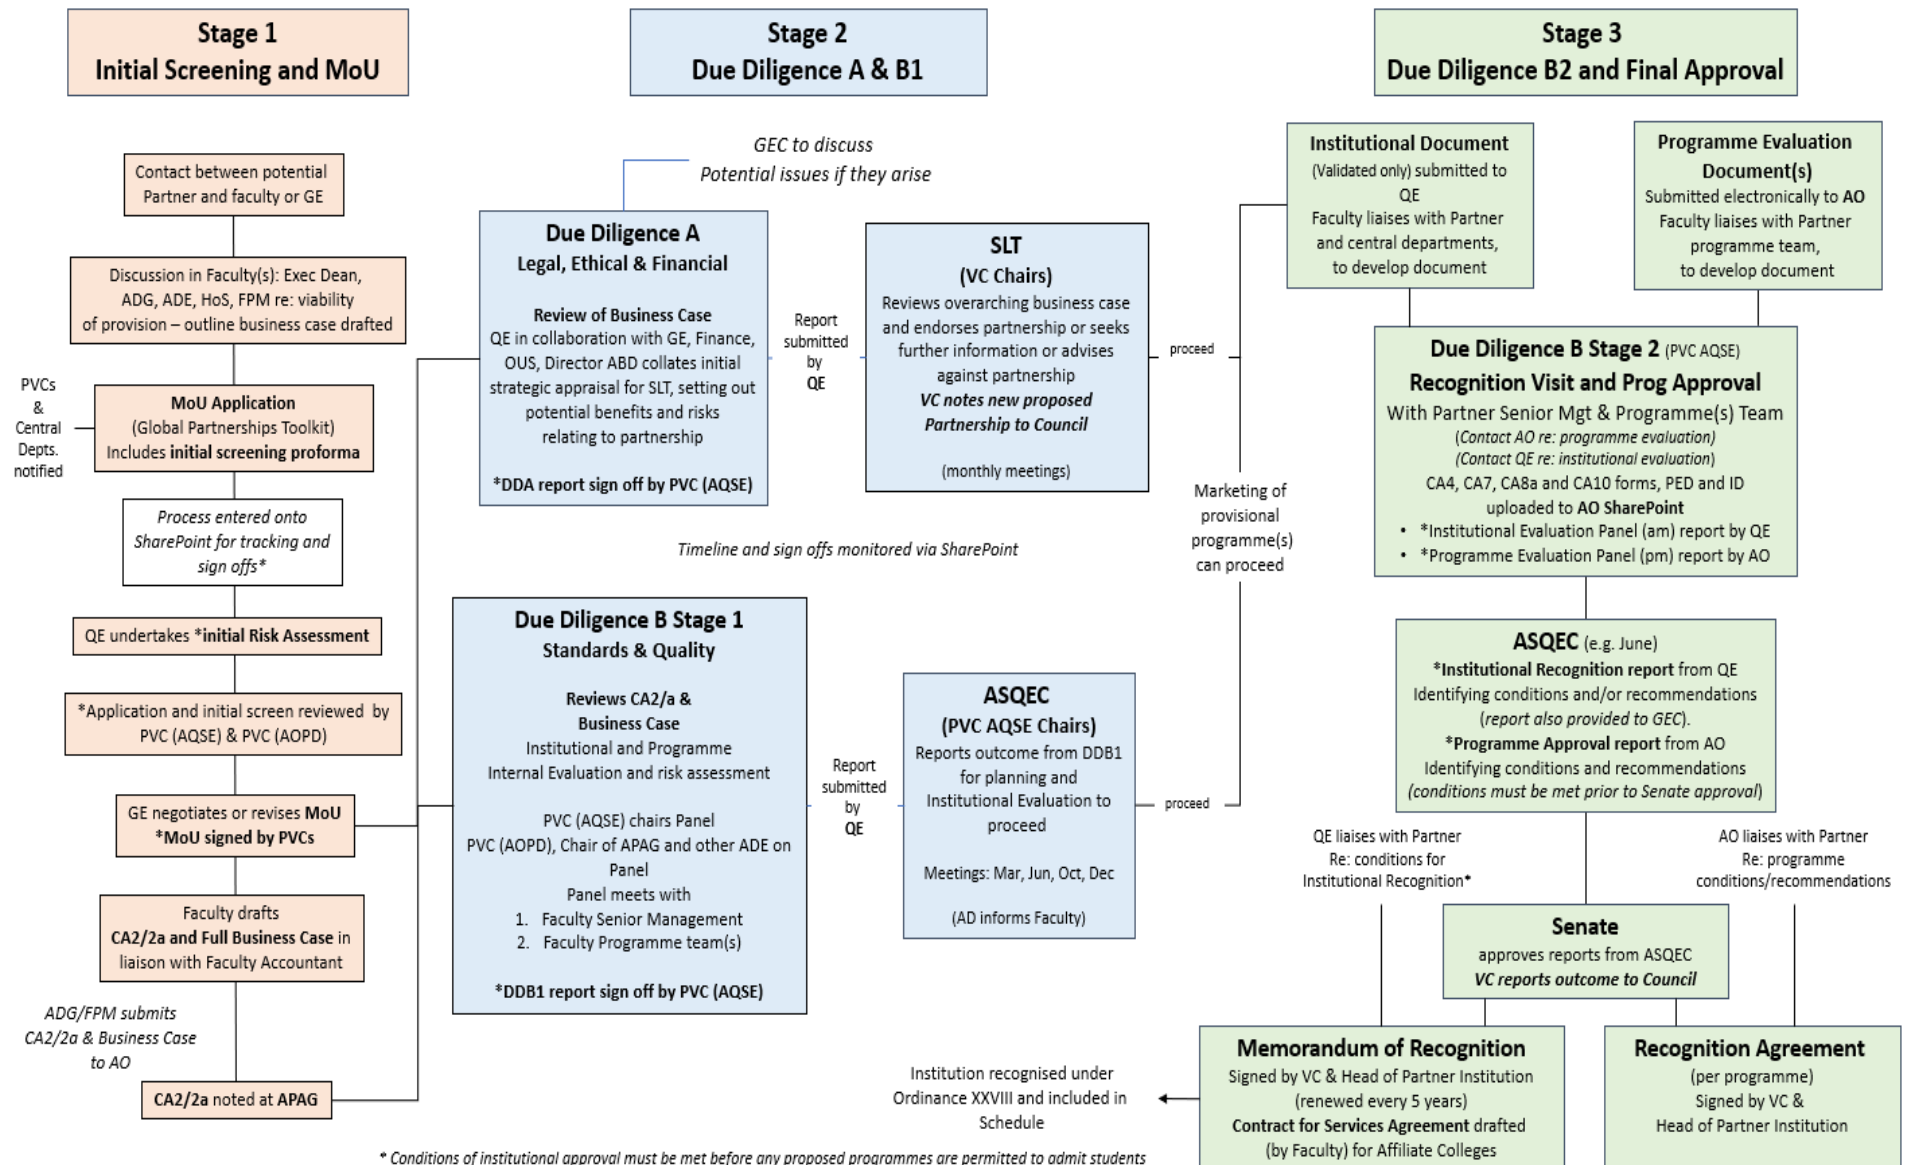 Stage 1
Initial Screening and MoU
Stage 2
Due Diligence A & B1
Stage 3
Due Diligence B2 and Final Approval
Contact between potential
Partner and faculty or GE
Discussion in Faculty(s): Exec Dean,
ADG, ADE, HoS, FPM re: viability
of provision – outline business case drafted
PVCs
&
Central
Depts.
notified
MoU Application
(Global Partnerships Toolkit)
Includes initial screening proforma
Process entered onto
SharePoint for tracking and
sign offs*
QE undertakes *initial Risk Assessment
*Application and initial screen reviewed by
PVC (AQSE) & PVC (AOPD)
GE negotiates or revises MoU
*MoU signed by PVCs
Faculty drafts
CA2/2a and Full Business Case in
liaison with Faculty Accountant
ADG/FPM submits
CA2/2a & Business Case
to AO
CA2/2a noted at APAG
GEC to discuss
Potential issues if they arise
Due Diligence A
Legal, Ethical & Financial
Review of Business Case
QE in collaboration with GE, Finance,
OUS, Director ABD collates initial
strategic appraisal for SLT, setting out
potential benefits and risks
relating to partnership
*DDA report sign off by PVC (AQSE)
Report
submitted
by
QE
SLT
(VC Chairs)
Reviews overarching business case
and endorses partnership or seeks
further information or advises
against partnership
VC notes new proposed
Partnership to Council
(monthly meetings)
proceed
Timeline and sign offs monitored via SharePoint
Due Diligence B Stage 1
Standards & Quality
Reviews CA2/a &
Business Case
Institutional and Programme
Internal Evaluation and risk assessment
PVC (AQSE) chairs Panel
PVC (AOPD), Chair of APAG and other ADE on
Panel
Panel meets with
1. Faculty Senior Management
2. Faculty Programme team(s)
*DDB1 report sign off by PVC (AQSE)
Report
submitted
by
QE
ASQEC
(PVC AQSE Chairs)
Reports outcome from DDB1
for planning and
Institutional Evaluation to
proceed
Meetings: Mar, Jun, Oct, Dec
(AD informs Faculty)
proceed
Marketing of
provisional
programme(s)
can proceed
Institutional Document
(Validated only) submitted to
QE
Faculty liaises with Partner
and central departments,
to develop document
Programme Evaluation
Document(s)
Submitted electronically to AO
Faculty liaises with Partner
programme team,
to develop document
Due Diligence B Stage 2 (PVC AQSE)
Recognition Visit and Prog Approval
With Partner Senior Mgt & Programme(s) Team
(Contact AO re: programme evaluation)
(Contact QE re: institutional evaluation)
CA4, CA7, CA8a and CA10 forms, PED and ID
uploaded to AO SharePoint
• *Institutional Evaluation Panel (am) report by QE
• *Programme Evaluation Panel (pm) report by AO
ASQEC (e.g. June)
*Institutional Recognition report from QE
Identifying conditions and/or recommendations
(report also provided to GEC).
*Programme Approval report from AO
Identifying conditions and recommendations
(conditions must be met prior to Senate approval)
QE liaises with Partner
Re: conditions for
Institutional Recognition*
AO liaises with Partner
Re: programme
conditions/recommendations
Senate
approves reports from ASQEC
VC reports outcome to Council
Memorandum of Recognition
Signed by VC & Head of Partner Institution
(renewed every 5 years)
Contract for Services Agreement drafted
(by Faculty) for Affiliate Colleges
Recognition Agreement
(per programme)
Signed by VC &
Head of Partner Institution
Institution recognised under
Ordinance XXVIII and included in
Schedule
* Conditions of institutional approval must be met before any proposed programmes are permitted to admit students